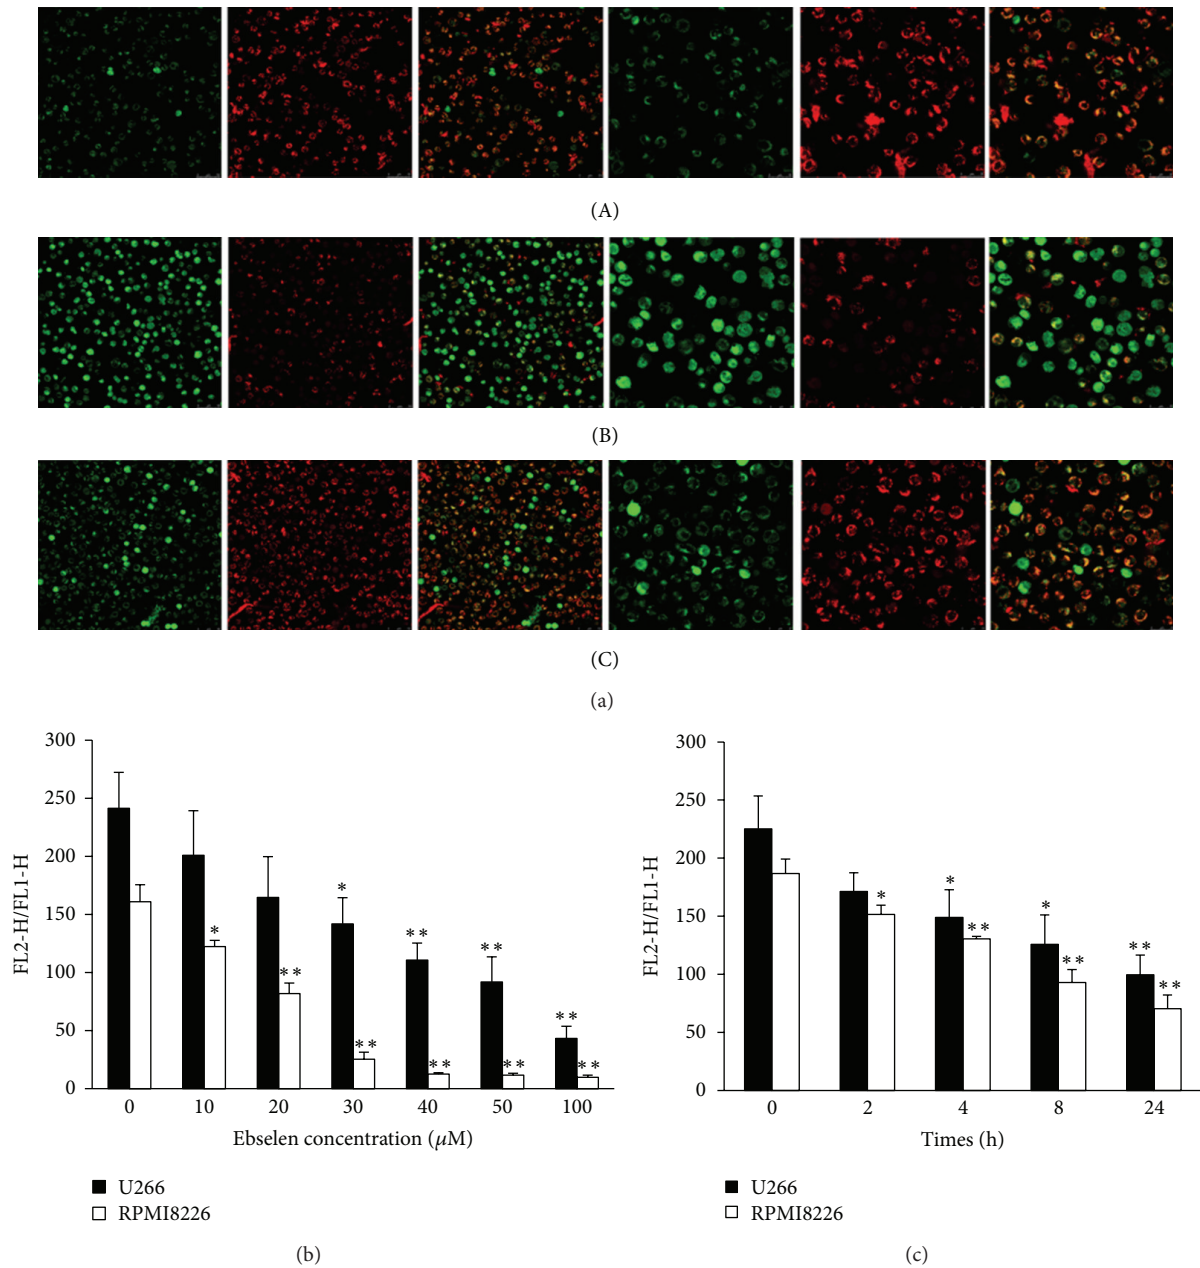 (A)
(B)
(C)
(a)
300
250
200
150
100
50
0
FL2-H/FL1-H
*
**
*
**
**
**
**
**
**
**
0 10 20 30 40 50 100
Ebselen concentration (μM)
U266
RPMI8226
(b)
300
250
200
150
100
50
0
FL2-H/FL1-H
*
*
**
*
**
**
**
0 2 4 8 24
Times (h)
U266
RPMI8226
(c)